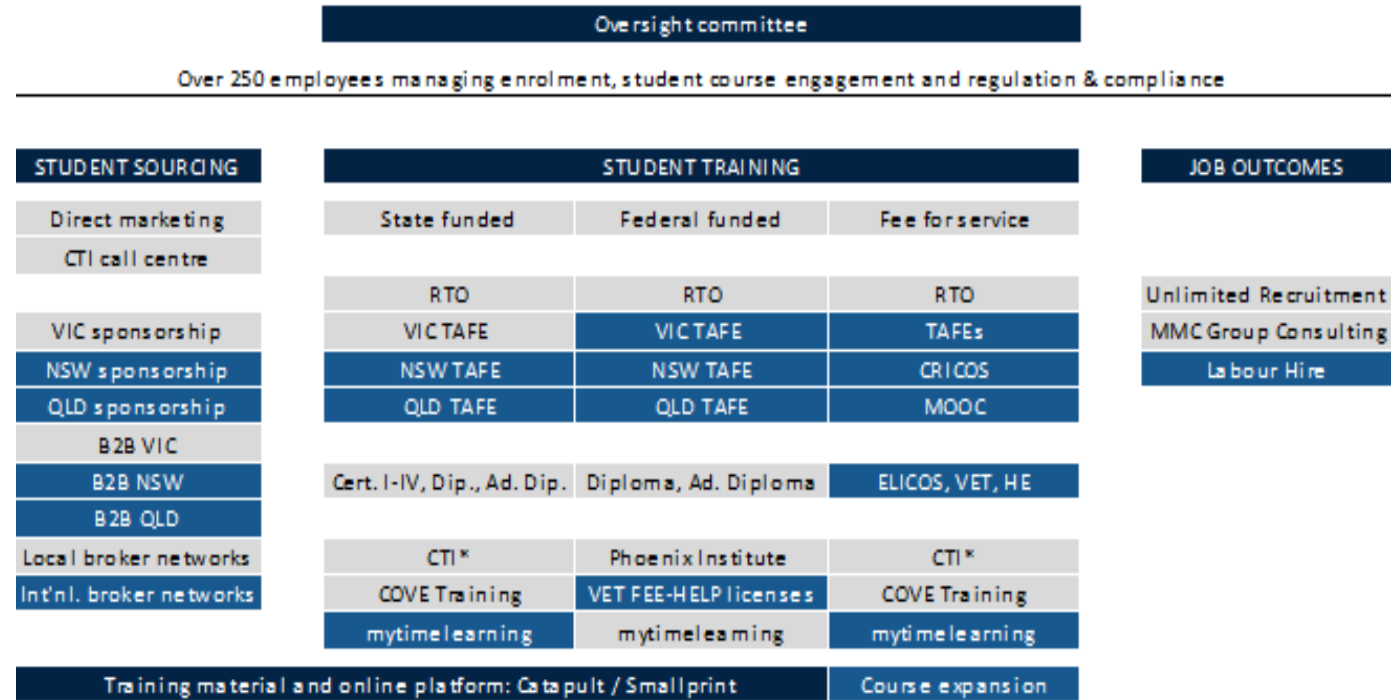 Oversight committee
Over 250 employees managing enrolment, student course engagement and regulation & compliance
STUDENT SOURCING
Direct marketing
CTI call centre
VIC sponsorship
NSW sponsorship
QLD sponsorship
B2B VIC
B2B NSW
B2B QLD
Local broker networks
Int'nl. broker networks
STUDENT TRAINING
State funded Federal funded Fee for service
RTO RTO RTO
VIC TAFE VIC TAFE TAFEs
NSW TAFE NSW TAFE CRICOS
QLD TAFE QLD TAFE MOOC
Cert. I-IV, Dip., Ad. Dip. Diploma, Ad. Diploma ELICOS, VET, HE
CTI* Phoenix Institute CTI*
COVE Training VET FEE-HELP licenses COVE Training
mytimelearning mytimelearning mytimelearning
JOB OUTCOMES
Unlimited Recruitment
MMC Group Consulting
Labour Hire
Training material and online platform: Catapult / Smallprint Course expansion